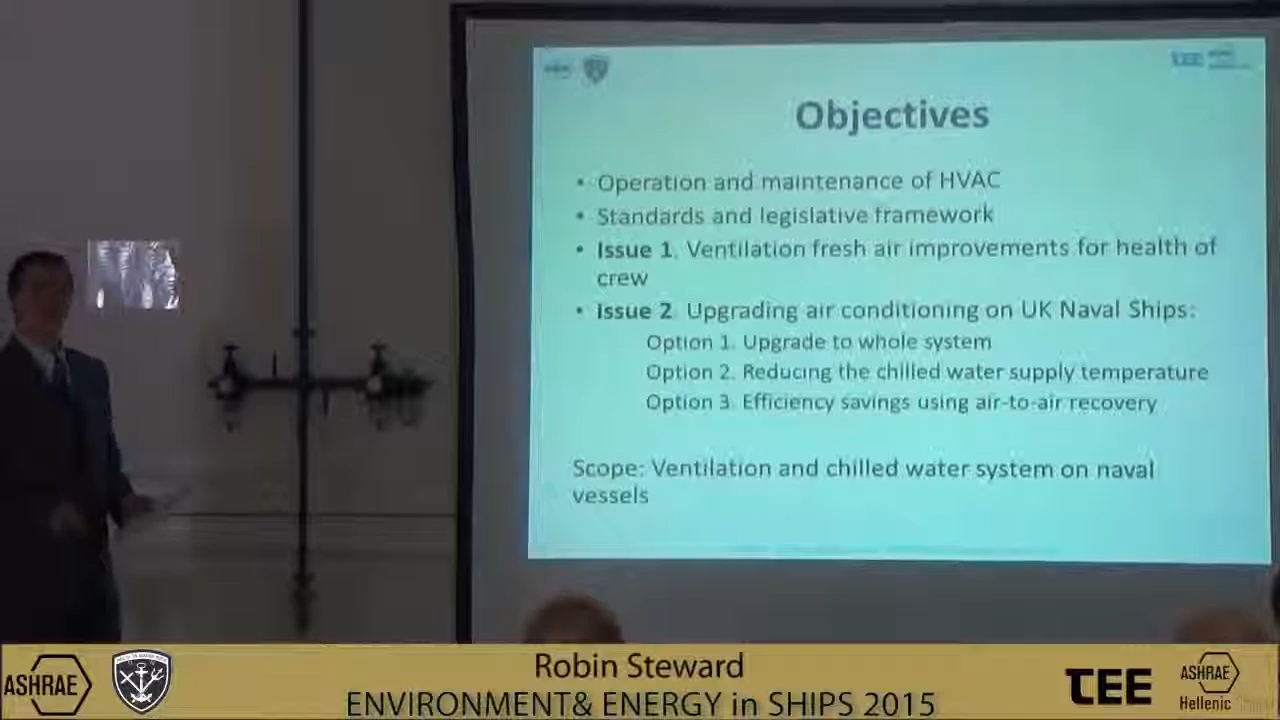 TEE
Objectives
• Operation and maintenance of HVAC
• Standards and legislative framework
• Issue 1. Ventilation fresh air improvements for health of
crew
• Issue 2. Upgrading air conditioning on UK Naval Ships:
Option 1. Upgrade to whole system
Option 2. Reducing the chilled water supply temperature
Option 3. Efficiency savings using air-to-air recovery
Scope: Ventilation and chilled water system on naval
vessels
Robin Steward
ENVIRONMENT& ENERGY in SHIPS 2015
ASHRAE
TEE
ASHRAE
Hellenic